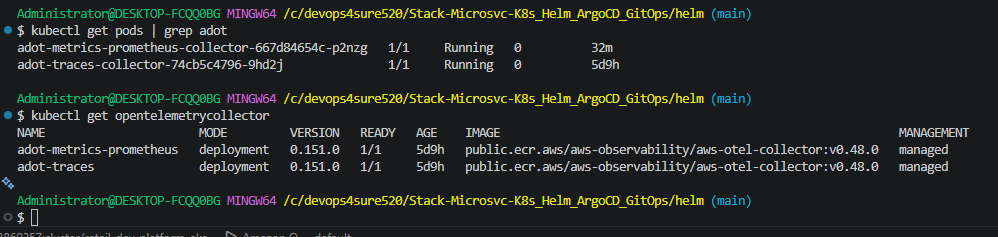 Administrator@DESKTOP-FCQQ0BG MINGW64 /c/devops4sure520/Stack-Microsvc-K8s_Helm_ArgoCD_GitOps/helm (main)
$ kubectl get pods | grep adot
adot-metrics-prometheus-collector-667d84654c-p2nzg   1/1     Running   0          32m
adot-traces-collector-74cb5c4796-9hd2j               1/1     Running   0          5d9h
Administrator@DESKTOP-FCQQ0BG MINGW64 /c/devops4sure520/Stack-Microsvc-K8s_Helm_ArgoCD_GitOps/helm (main)
$ kubectl get opentelemetrycollector
NAME                      MODE         VERSION   READY   AGE    IMAGE                                                         MANAGEMENT
adot-metrics-prometheus   deployment   0.151.0   1/1     5d9h   public.ecr.aws/aws-observability/aws-otel-collector:v0.48.0   managed
adot-traces               deployment   0.151.0   1/1     5d9h   public.ecr.aws/aws-observability/aws-otel-collector:v0.48.0   managed
Administrator@DESKTOP-FCQQ0BG MINGW64 /c/devops4sure520/Stack-Microsvc-K8s_Helm_ArgoCD_GitOps/helm (main)
$